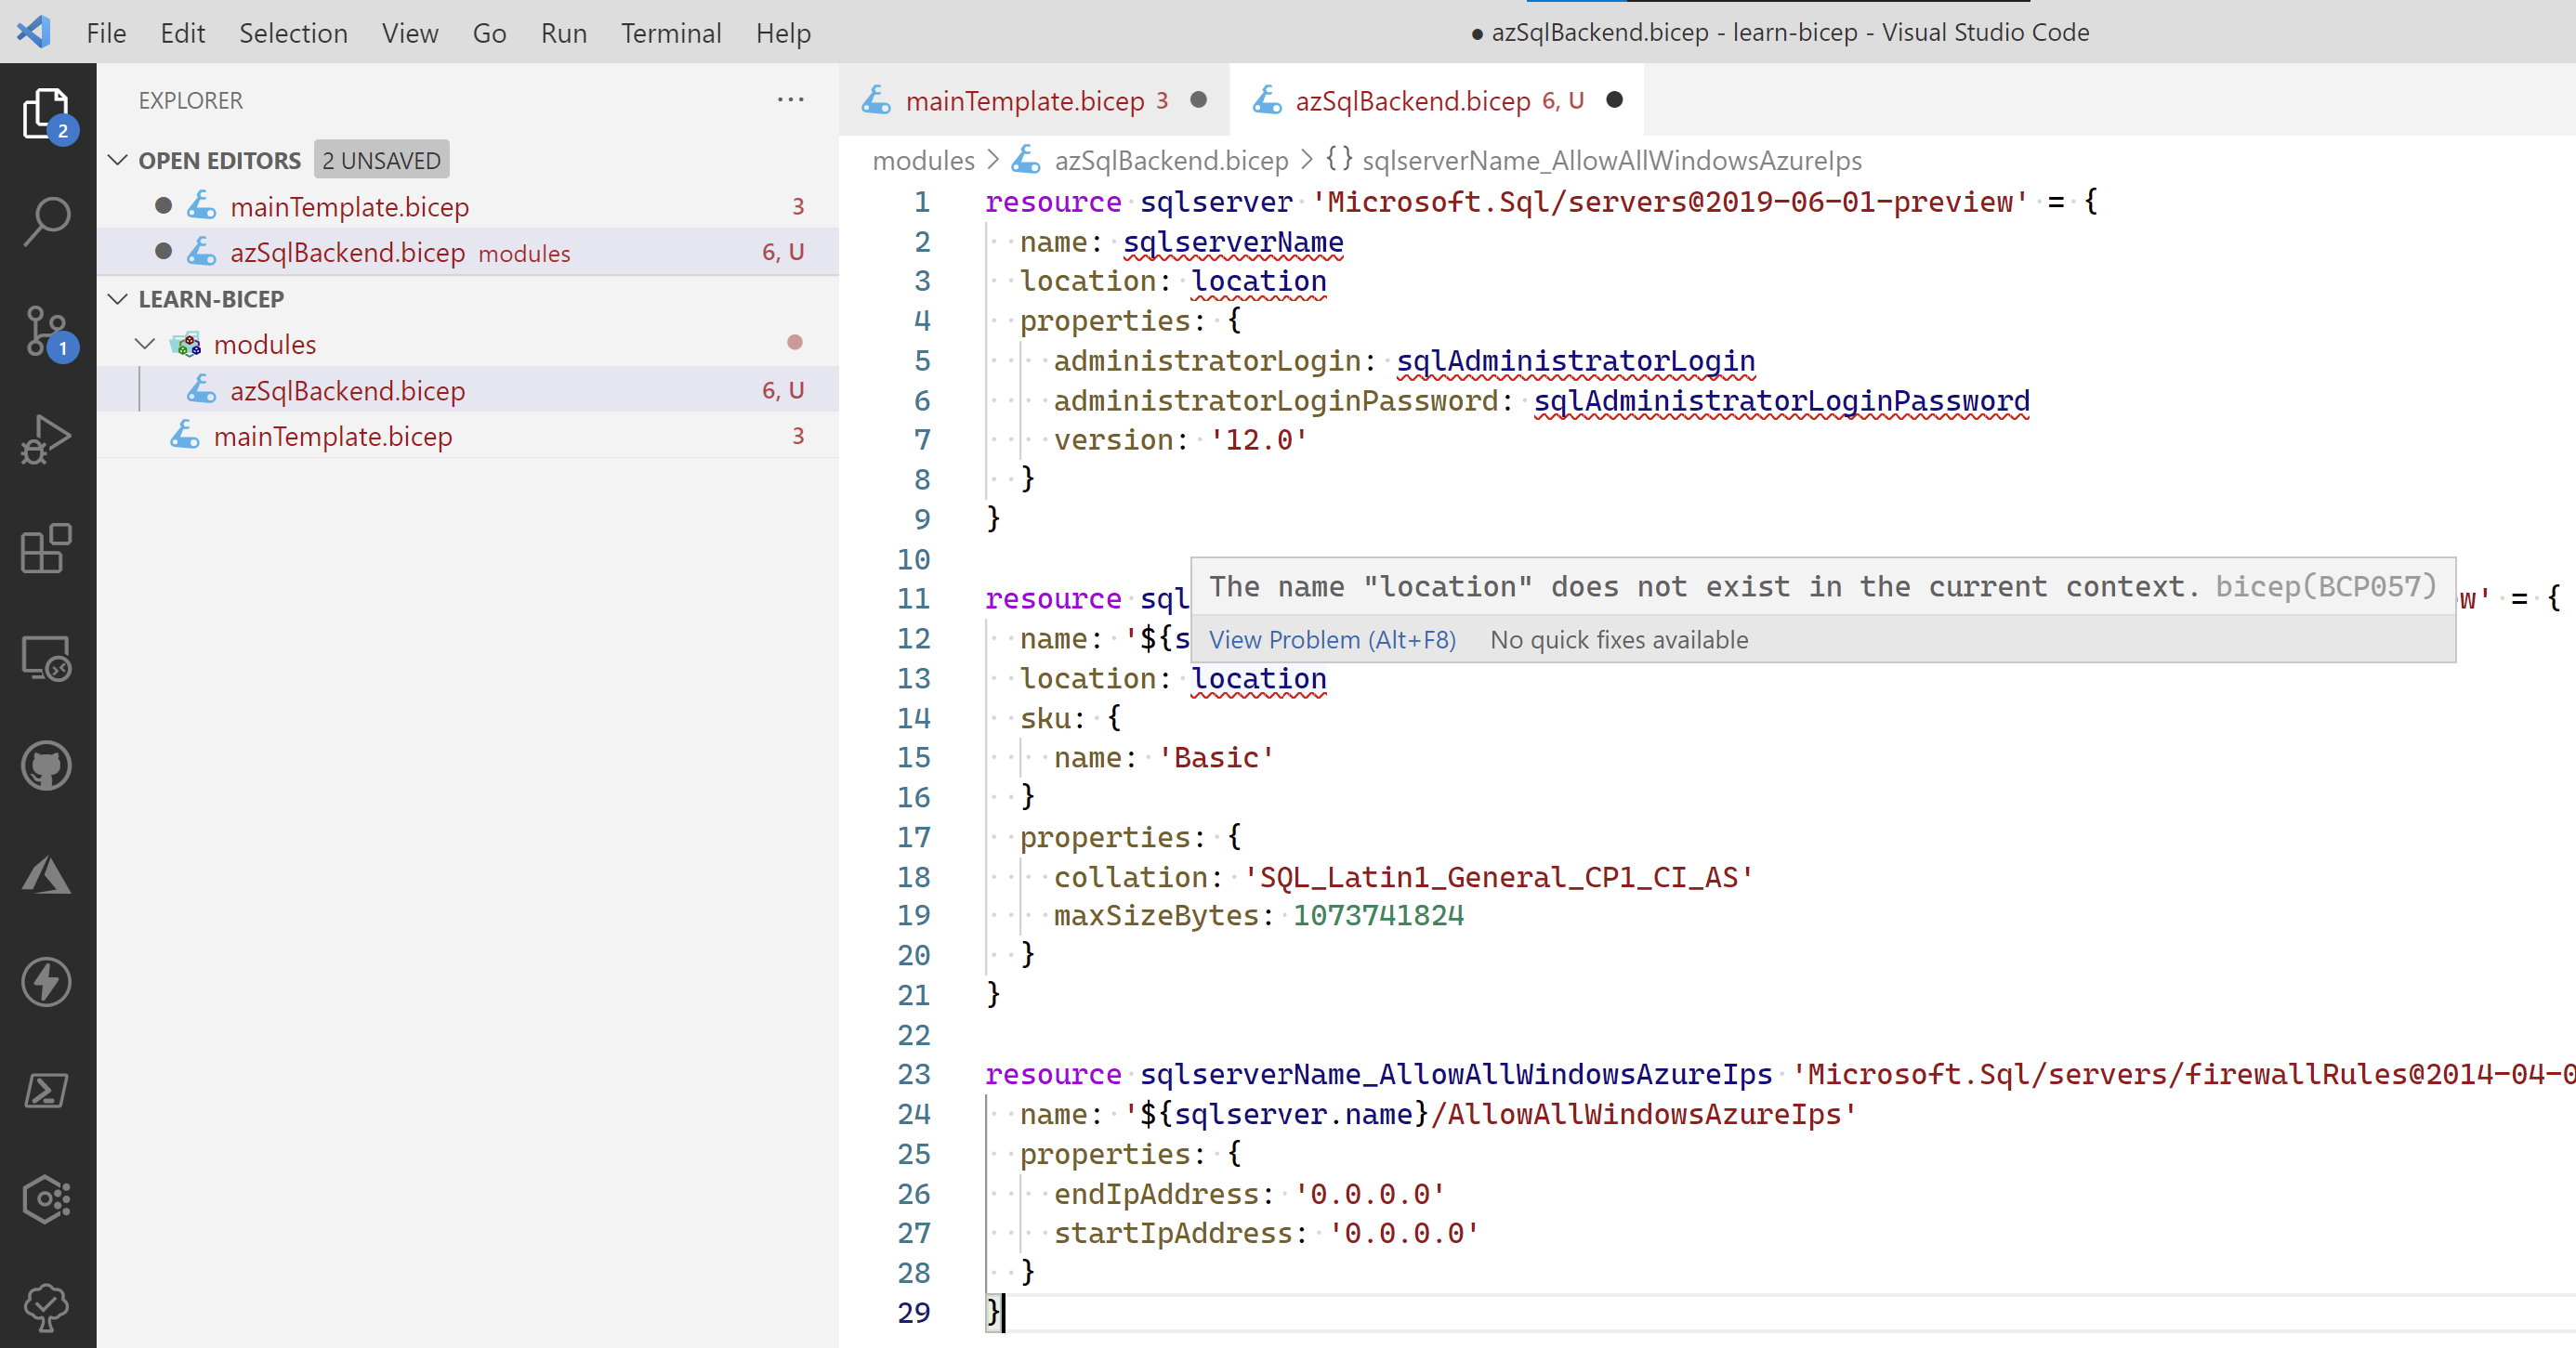 File Edit Selection View Go Run Terminal Help
● azSqlBackend.bicep - learn-bicep - Visual Studio Code
2
1
EXPLORER ···
OPEN EDITORS 2 UNSAVED
mainTemplate.bicep 3
azSqlBackend.bicep modules 6, U
LEARN-BICEP
modules
azSqlBackend.bicep 6, U
mainTemplate.bicep 3
mainTemplate.bicep 3 ●
azSqlBackend.bicep 6, U ●
modules > azSqlBackend.bicep > {} sqlserverName_AllowAllWindowsAzureIps
1 resource sqlserver 'Microsoft.Sql/servers@2019-06-01-preview' = {
2 name: sqlserverName
3 location: location
4 properties: {
5 administratorLogin: sqlAdministratorLogin
6 administratorLoginPassword: sqlAdministratorLoginPassword
7 version: '12.0'
8 }
9 }
10
11 resource sql w' = {
The name "location" does not exist in the current context. bicep(BCP057)
View Problem (Alt+F8) No quick fixes available
12 name: '${s
13 location: location
14 sku: {
15 name: 'Basic'
16 }
17 properties: {
18 collation: 'SQL_Latin1_General_CP1_CI_AS'
19 maxSizeBytes: 1073741824
20 }
21 }
22
23 resource sqlserverName_AllowAllWindowsAzureIps 'Microsoft.Sql/servers/firewallRules@2014-04-0
24 name: '${sqlserver.name}/AllowAllWindowsAzureIps'
25 properties: {
26 endIpAddress: '0.0.0.0'
27 startIpAddress: '0.0.0.0'
28 }
29 }